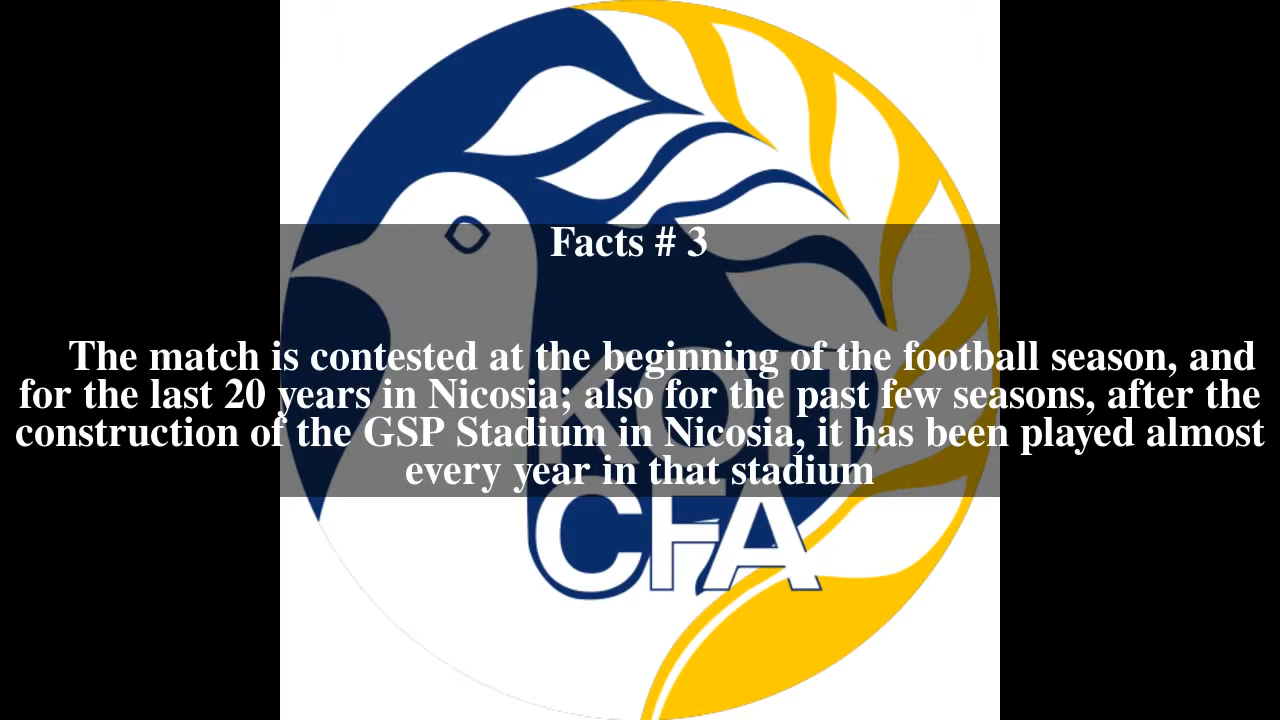 Facts # 3
The match is contested at the beginning of the football season, and
for the last 20 years in Nicosia; also for the past few seasons, after the
construction of the GSP Stadium in Nicosia, it has been played almost
every year in that stadium
ΚΟΠ
CFA